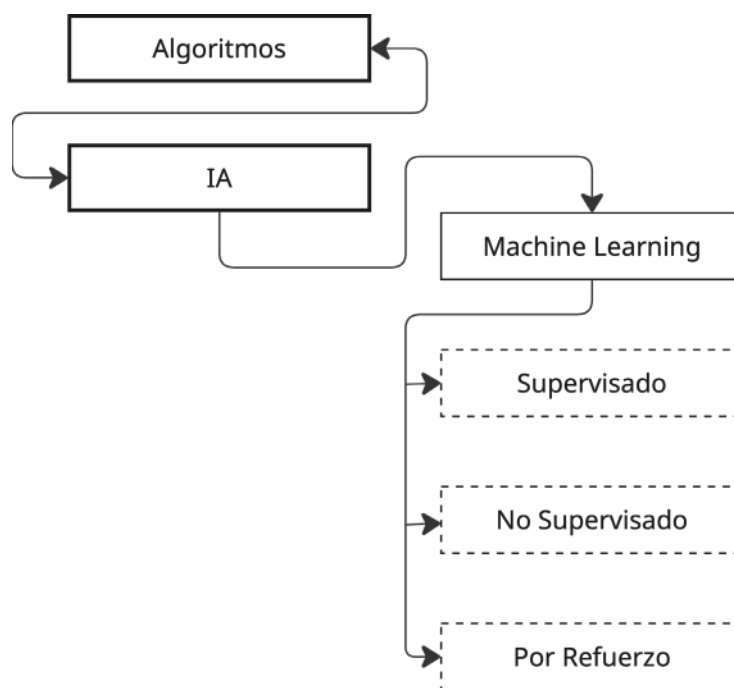 Algoritmos
IA
Machine Learning
Supervisado
No Supervisado
Por Refuerzo